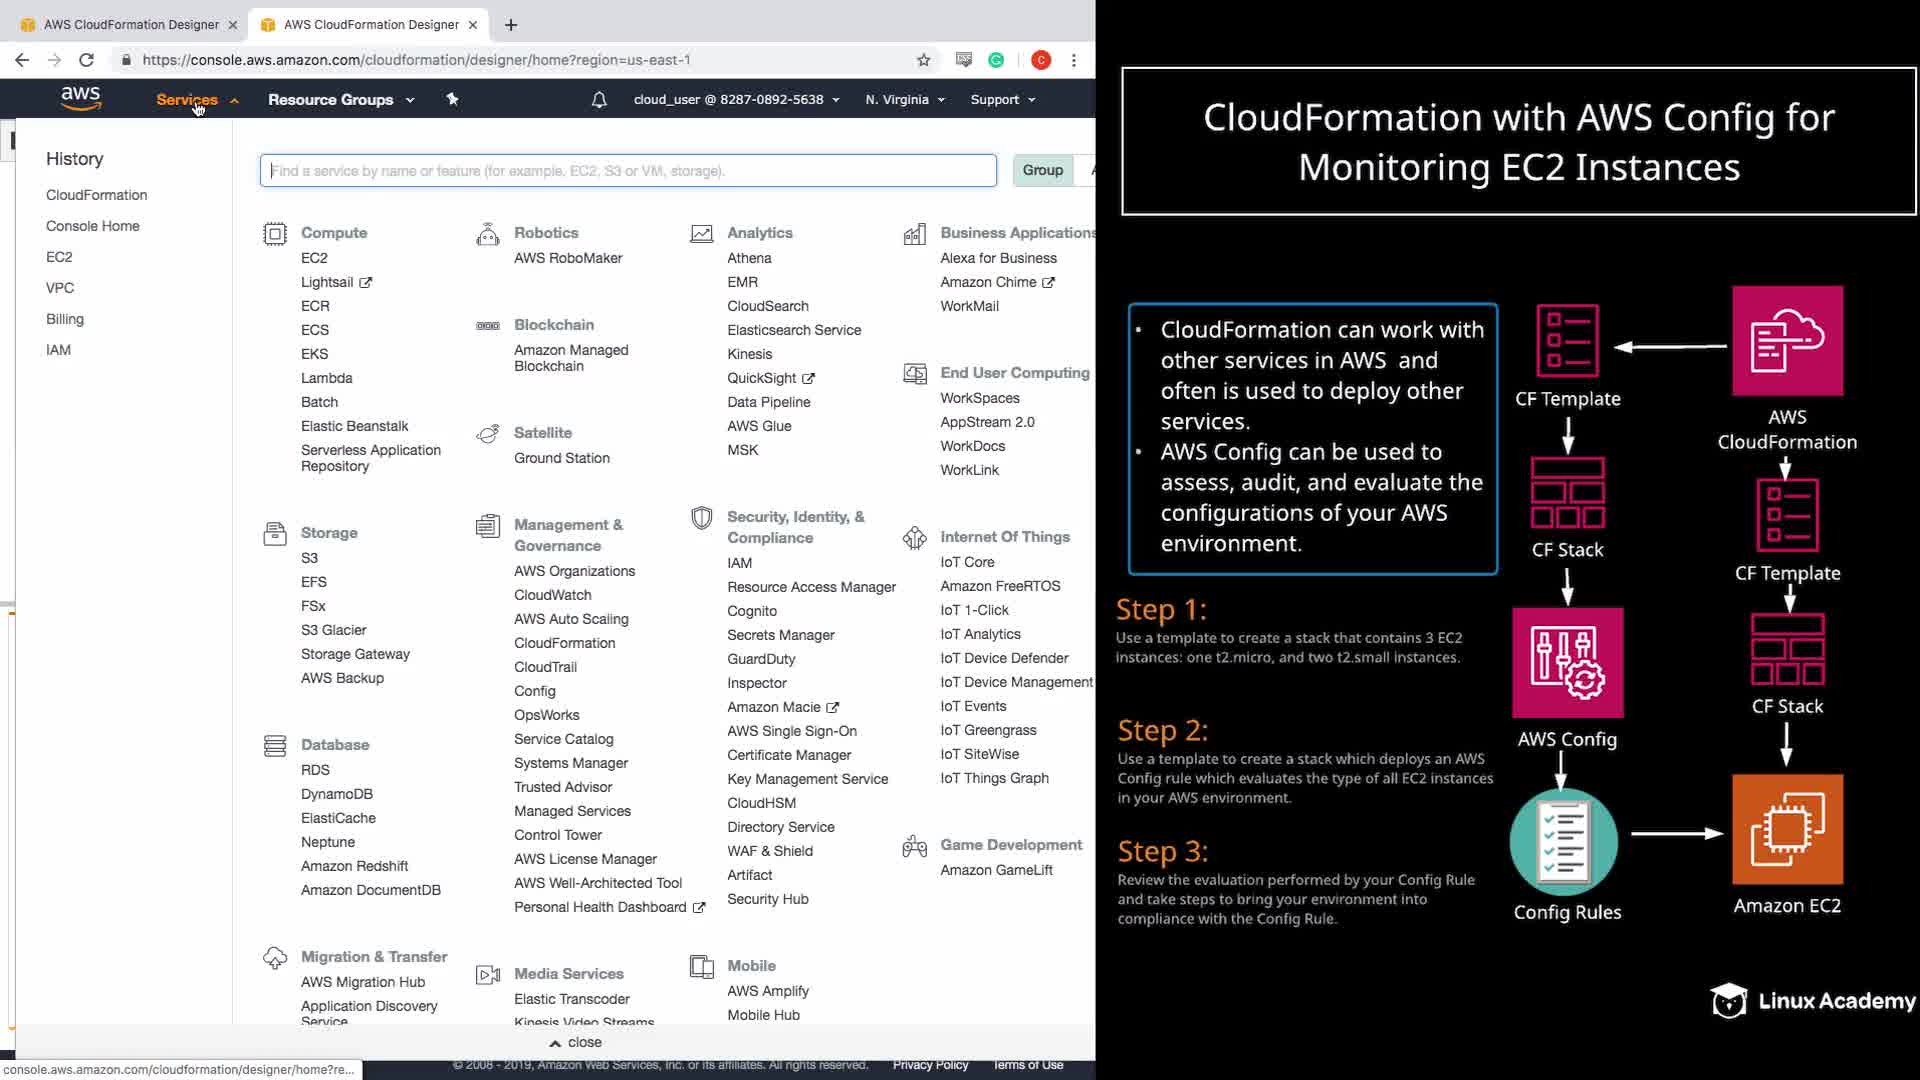 AWS CloudFormation Designer
AWS CloudFormation Designer
https://console.aws.amazon.com/cloudformation/designer/home?region=us-east-1
aws
Services
Resource Groups
cloud_user @ 8287-0892-5638
N. Virginia
Support
History
CloudFormation
Console Home
EC2
VPC
Billing
IAM
Find a service by name or feature (for example, EC2, S3 or VM, storage).
Group
Compute
EC2
Lightsail
ECR
ECS
EKS
Lambda
Batch
Elastic Beanstalk
Serverless Application
Repository
Storage
S3
EFS
FSx
S3 Glacier
Storage Gateway
AWS Backup
Database
RDS
DynamoDB
ElastiCache
Neptune
Amazon Redshift
Amazon DocumentDB
Migration & Transfer
AWS Migration Hub
Application Discovery
Service
Robotics
AWS RoboMaker
Blockchain
Amazon Managed
Blockchain
Satellite
Ground Station
Management &
Governance
AWS Organizations
CloudWatch
AWS Auto Scaling
CloudFormation
CloudTrail
Config
OpsWorks
Service Catalog
Systems Manager
Trusted Advisor
Managed Services
Control Tower
AWS License Manager
AWS Well-Architected Tool
Personal Health Dashboard
Media Services
Elastic Transcoder
Kinesis Video Streams
Analytics
Athena
EMR
CloudSearch
Elasticsearch Service
Kinesis
QuickSight
Data Pipeline
AWS Glue
MSK
Security, Identity, &
Compliance
IAM
Resource Access Manager
Cognito
Secrets Manager
GuardDuty
Inspector
Amazon Macie
AWS Single Sign-On
Certificate Manager
Key Management Service
CloudHSM
Directory Service
WAF & Shield
Artifact
Security Hub
Mobile
AWS Amplify
Mobile Hub
Business Applications
Alexa for Business
Amazon Chime
WorkMail
End User Computing
WorkSpaces
AppStream 2.0
WorkDocs
WorkLink
Internet Of Things
IoT Core
Amazon FreeRTOS
IoT 1-Click
IoT Analytics
IoT Device Defender
IoT Device Management
IoT Events
IoT Greengrass
IoT SiteWise
IoT Things Graph
Game Development
Amazon GameLift
close
console.aws.amazon.com/cloudformation/designer/home?re...
© 2008 - 2019, Amazon Web Services, Inc. or its affiliates. All rights reserved.
Privacy Policy
Terms of Use
CloudFormation with AWS Config for
Monitoring EC2 Instances
• CloudFormation can work with
other services in AWS and
often is used to deploy other
services.
• AWS Config can be used to
assess, audit, and evaluate the
configurations of your AWS
environment.
Step 1:
Use a template to create a stack that contains 3 EC2
instances: one t2.micro, and two t2.small instances.
Step 2:
Use a template to create a stack which deploys an AWS
Config rule which evaluates the type of all EC2 instances
in your AWS environment.
Step 3:
Review the evaluation performed by your Config Rule
and take steps to bring your environment into
compliance with the Config Rule.
CF Template
CF Stack
AWS Config
Config Rules
AWS
CloudFormation
CF Template
CF Stack
Amazon EC2
Linux Academy